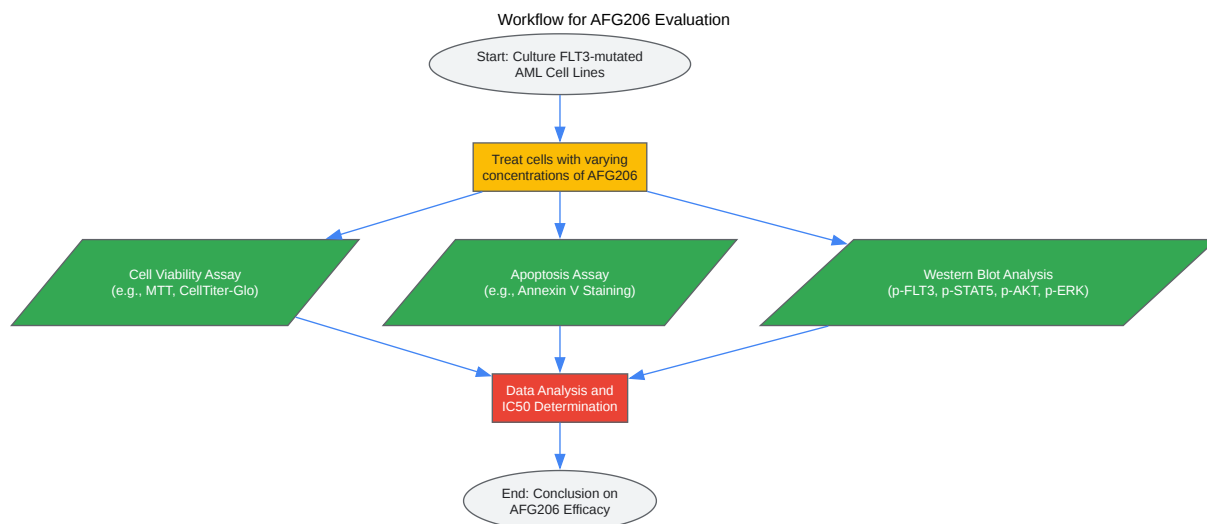 Workflow for AFG206 Evaluation
Start: Culture FLT3-mutated
AML Cell Lines
Treat cells with varying
concentrations of AFG206
Cell Viability Assay
(e.g., MTT, CellTiter-Glo)
Apoptosis Assay
(e.g., Annexin V Staining)
Western Blot Analysis
(p-FLT3, p-STAT5, p-AKT, p-ERK)
Data Analysis and
IC50 Determination
End: Conclusion on
AFG206 Efficacy